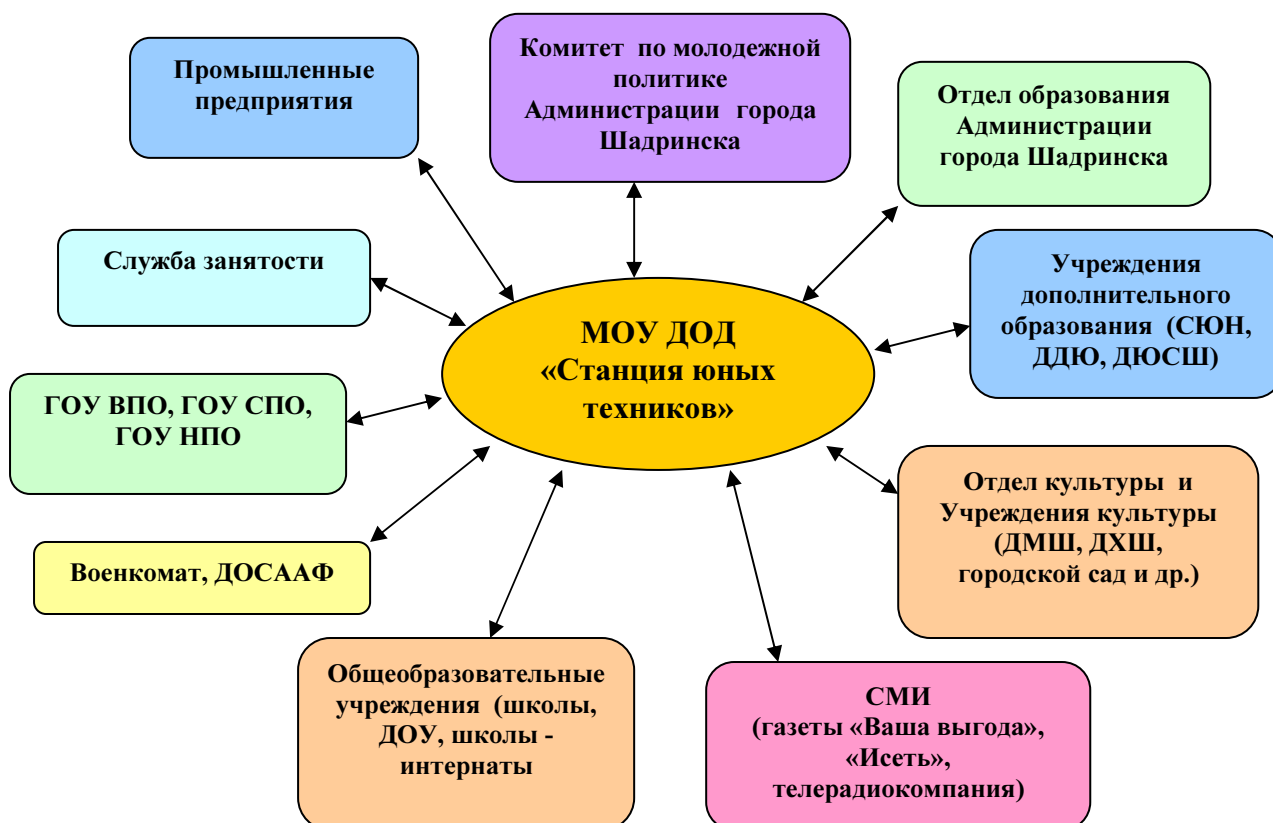 Промышленные
предприятия
Комитет по молодежной
политике
Администрации города
Шадринска
Отдел образования
Администрации
города Шадринска
Служба занятости
Учреждения
дополнительного
образования (СЮН,
ДДЮ, ДЮСШ)
МОУ ДОД
«Станция юных
техников»
ГОУ ВПО, ГОУ СПО,
ГОУ НПО
Отдел культуры и
Учреждения культуры
(ДМШ, ДХШ,
городской сад и др.)
Военкомат, ДОСААФ
Общеобразовательные
учреждения (школы,
ДОУ, школы -
интернаты
СМИ
(газеты «Ваша выгода»,
«Исеть»,
телерадиокомпания)